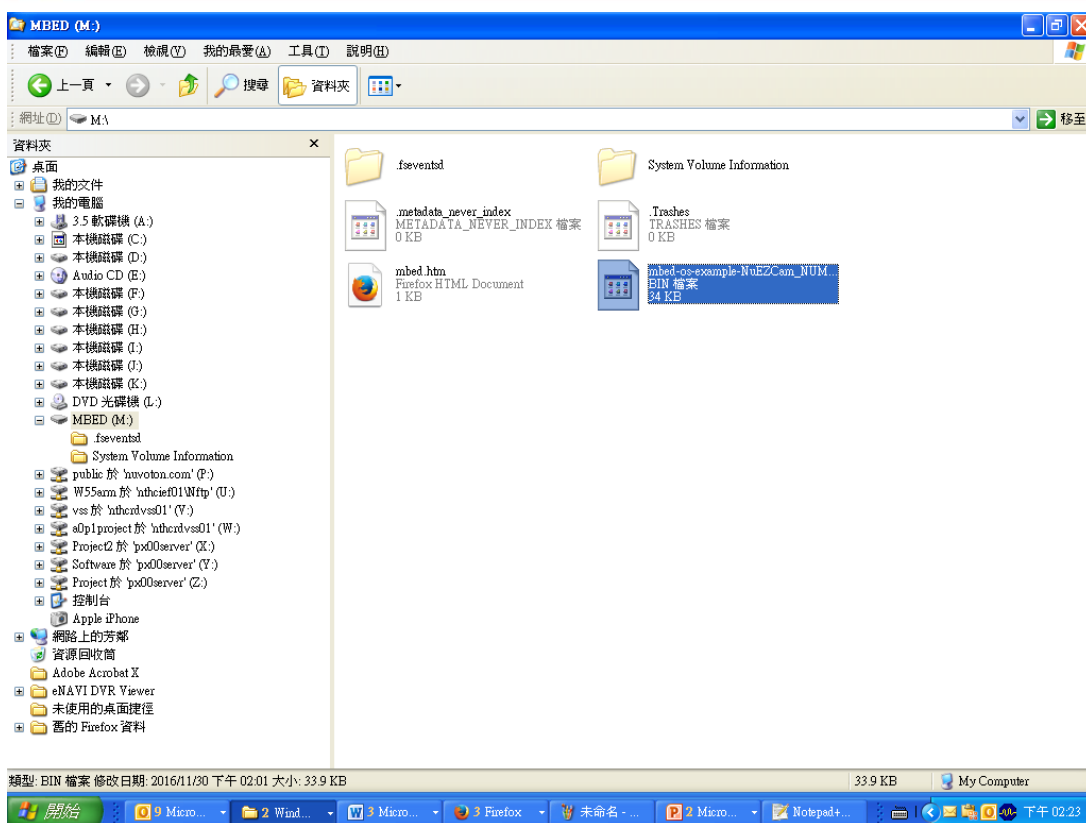 MBED (M:)
檔案(F) 編輯(E) 檢視(V) 我的最愛(A) 工具(T) 說明(H)
上一頁 搜尋 資料夾
網址(D) M:\ 移至
資料夾 x
桌面
我的文件
我的電腦
3.5 軟碟機 (A:)
本機磁碟 (C:)
本機磁碟 (D:)
Audio CD (E:)
本機磁碟 (F:)
本機磁碟 (G:)
本機磁碟 (H:)
本機磁碟 (I:)
本機磁碟 (J:)
本機磁碟 (K:)
DVD 光碟機 (L:)
MBED (M:)
.fseventsd
System Volume Information
public 於 'nuvoton.com' (P:)
W55arm 於 'nthcief01\Nftp' (U:)
vss 於 'nthcrdvss01' (V:)
a0p1project 於 'nthcrdvss01' (W:)
Project2 於 'px00server' (X:)
Software 於 'px00server' (Y:)
Project 於 'px00server' (Z:)
控制台
Apple iPhone
網路上的芳鄰
資源回收筒
Adobe Acrobat X
eNAVI DVR Viewer
未使用的桌面捷徑
舊的 Firefox 資料
.fseventsd
System Volume Information
.metadata_never_index
METADATA_NEVER_INDEX 檔案
0 KB
.Trashes
TRASHES 檔案
0 KB
mbed.htm
Firefox HTML Document
1 KB
mbed-os-example-NuEZCam_NUM...
BIN 檔案
34 KB
類型: BIN 檔案 修改日期: 2016/11/30 下午 02:01 大小: 33.9 KB 33.9 KB My Computer
開始 9 Micro... 2 Wind... 3 Micro... 3 Firefox 未命名 - ... 2 Micro... Notepad+... 下午 02:23